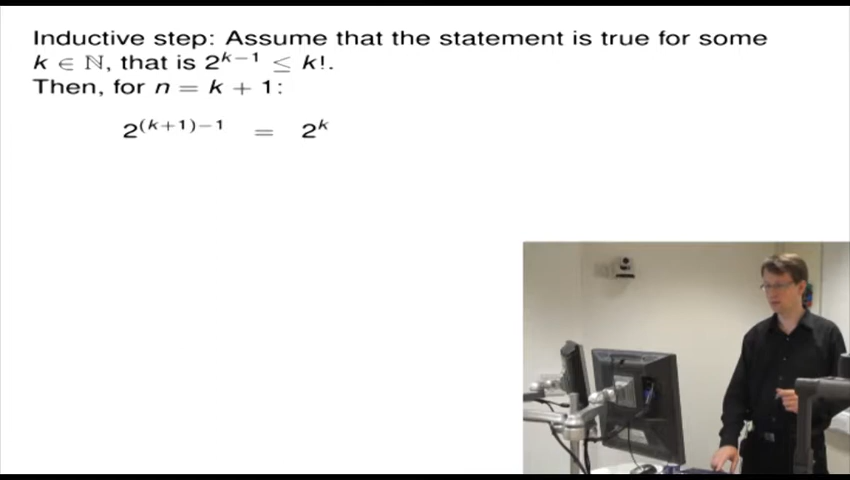 Inductive step: Assume that the statement is true for some
k ∈ ℕ, that is 2^{k−1} ≤ k!.
Then, for n = k + 1:
2^{(k+1)−1} = 2^k